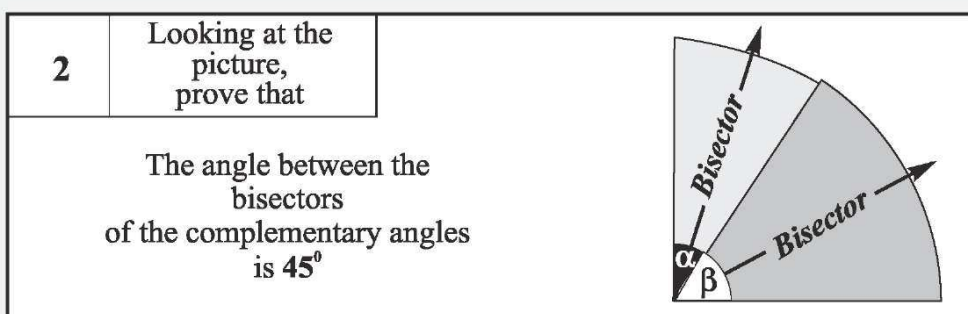 2
Looking at the
picture,
prove that
The angle between the
bisectors
of the complementary angles
is 45⁰
Bisector
Bisector
α
β